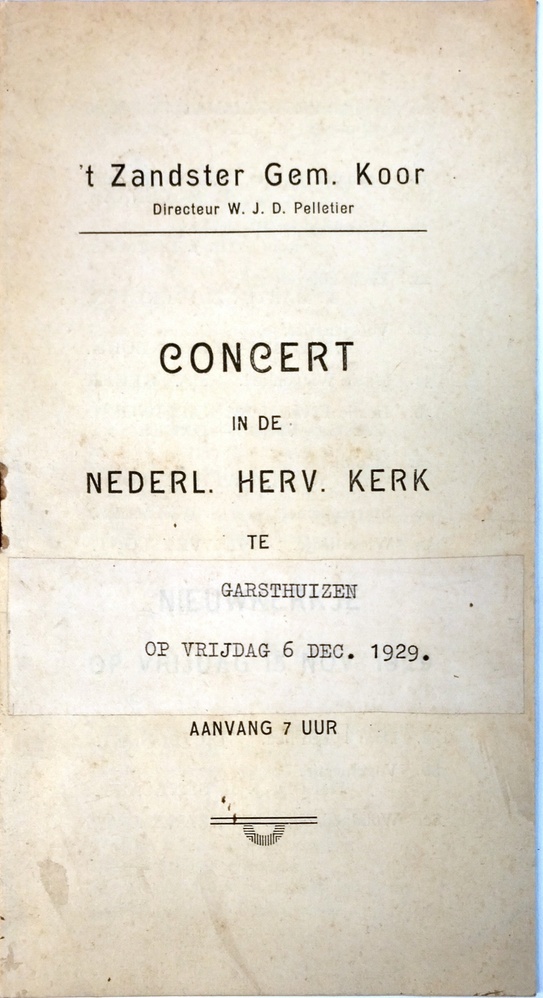 't Zandster Gem. Koor
Directeur W. J. D. Pelletier
CONCERT
IN DE
NEDERL. HERV. KERK
TE
GARSTHUIZEN
OP VRIJDAG 6 DEC. 1929.
AANVANG 7 UUR